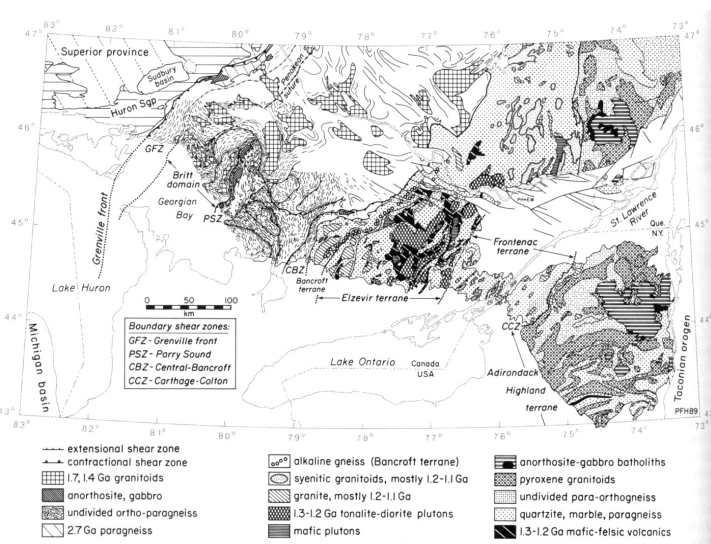 83° 82° 81° 80° 79° 78° 77° 76° 75° 74° 73°
47° 47°
Superior province
Sudbury
basin
Penokean
suture
Huron Sgp
46° 46°
GFZ
Britt
domain
Georgian
Bay
PSZ
Grenville front
45° 45°
St. Lawrence
River
Que.
N.Y.
Frontenac
terrane
CBZ
Bancroft
terrane
Elzevir terrane
Lake Huron
0 50 100
km
44° 44°
Boundary shear zones:
GFZ - Grenville front
PSZ - Parry Sound
CBZ - Central-Bancroft
CCZ - Carthage-Colton
CCZ
Michigan basin
Lake Ontario
Canada
USA
Adirondack
Highland
terrane
Taconian orogen
PFH89
43° 43°
83° 82° 81° 80° 79° 78° 77° 76° 75° 74° 73°
extensional shear zone
contractional shear zone
1.7, 1.4 Ga granitoids
anorthosite, gabbro
undivided ortho-paragneiss
2.7 Ga paragneiss
alkaline gneiss (Bancroft terrane)
syenitic granitoids, mostly 1.2-1.1 Ga
granite, mostly 1.2-1.1 Ga
1.3-1.2 Ga tonalite-diorite plutons
mafic plutons
anorthosite-gabbro batholiths
pyroxene granitoids
undivided para-orthogneiss
quartzite, marble, paragneiss
1.3-1.2 Ga mafic-felsic volcanics